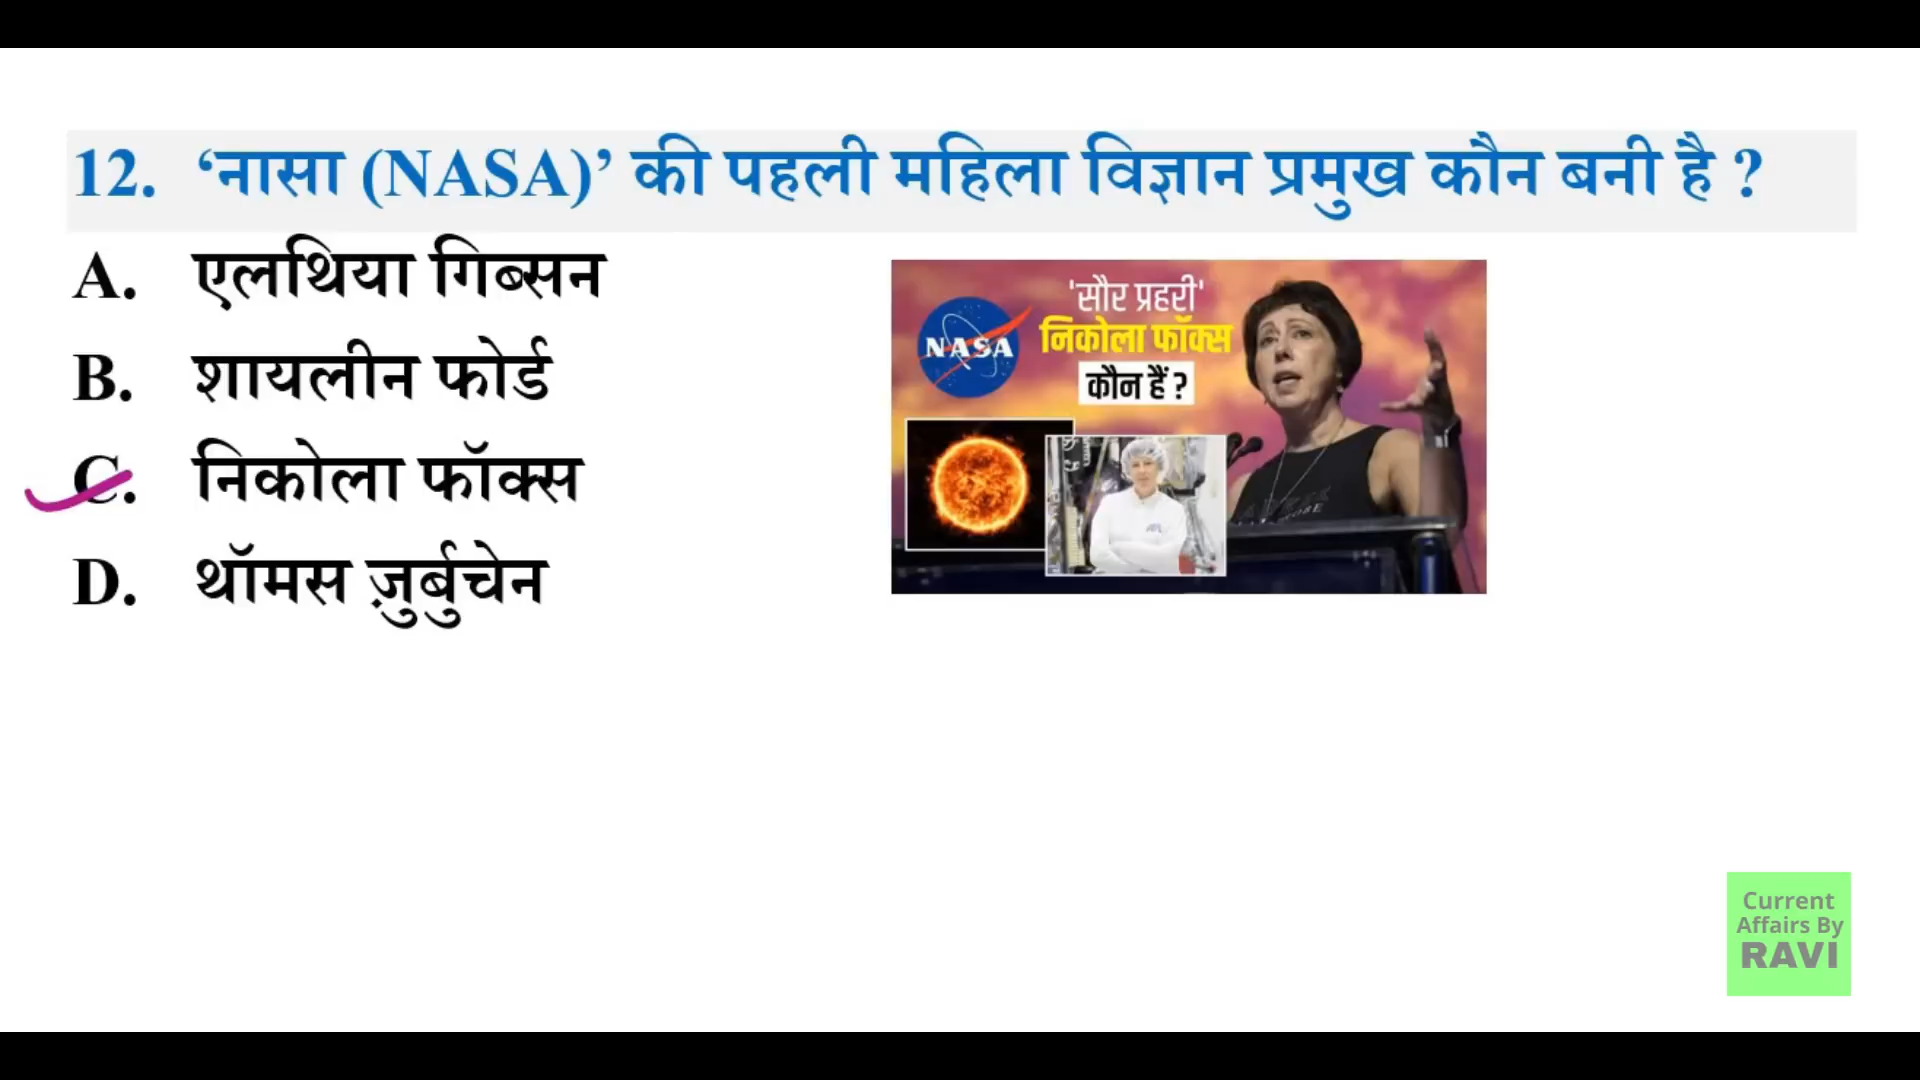 12. ‘नासा (NASA)’ की पहली महिला विज्ञान प्रमुख कौन बनी है ?
A. एलथिया गिब्सन
B. शायलीन फोर्ड
C. निकोला फॉक्स
D. थॉमस ज़ुर्बुचेन
'सौर प्रहरी'
निकोला फॉक्स
कौन हैं ?
NASA
Current
Affairs By
RAVI